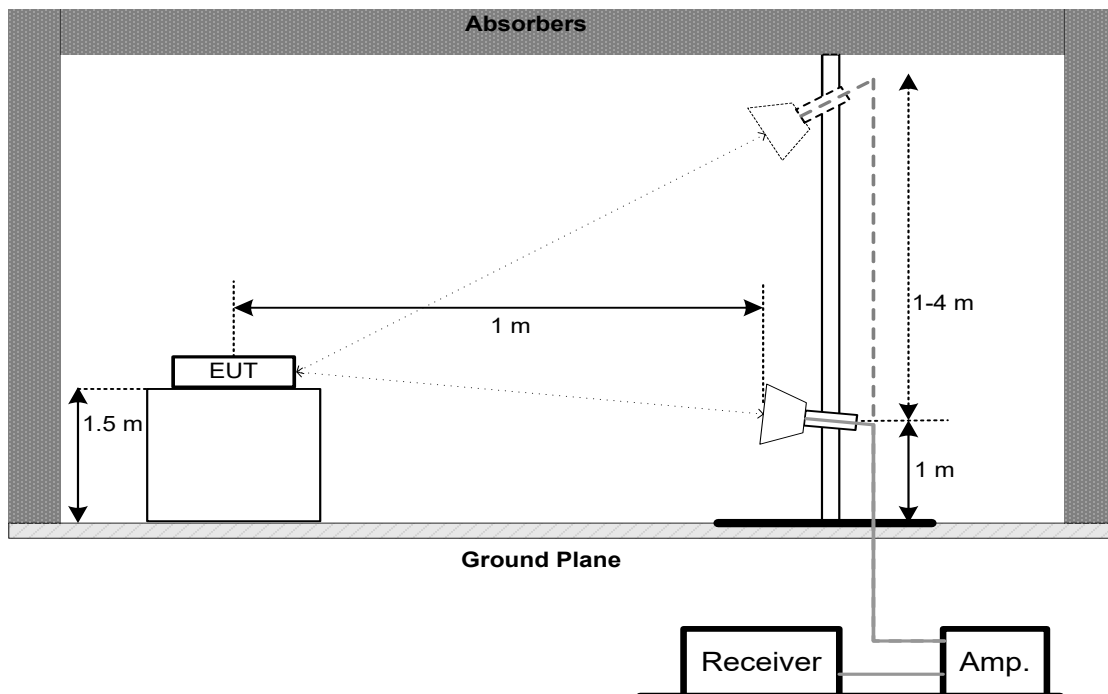 Absorbers
1-4 m
1 m
EUT
1.5 m
1 m
Ground Plane
Receiver
Amp.